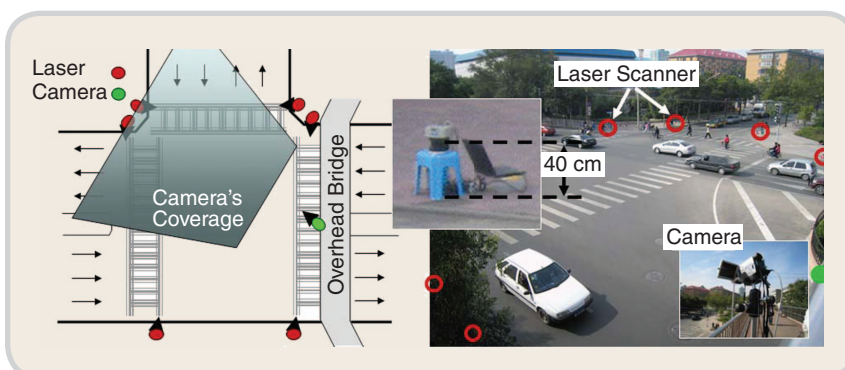 Laser
Camera
Camera's
Coverage
Overhead Bridge
Laser Scanner
40 cm
Camera